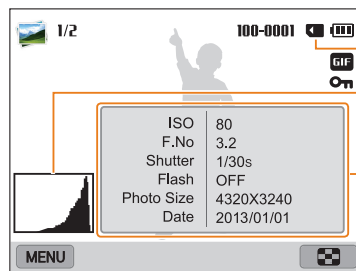 1/2 100-0001
GIF
ISO 80
F.No 3.2
Shutter 1/30s
Flash OFF
Photo Size 4320X3240
Date 2013/01/01
MENU